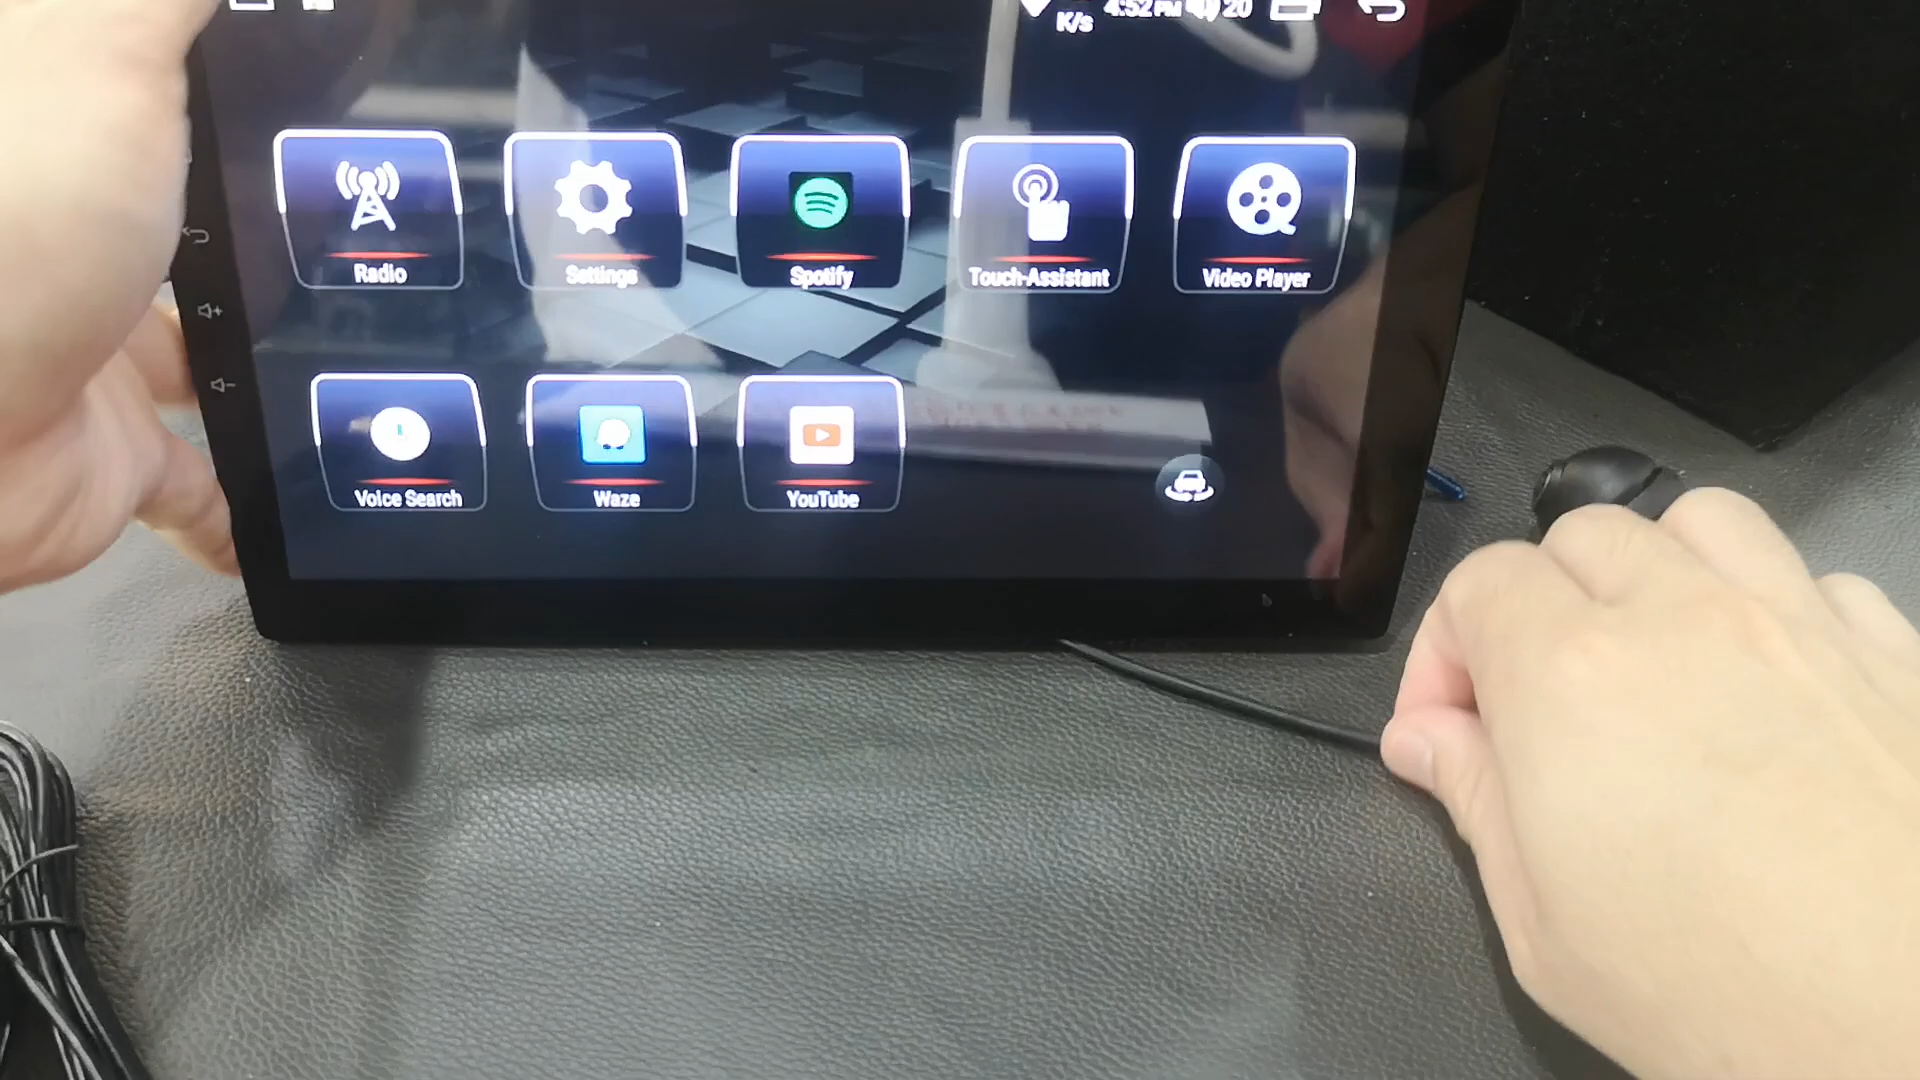 4:52 PM 20
K/s
Radio Settings Spotify Touch-Assistant Video Player
Voice Search Waze YouTube